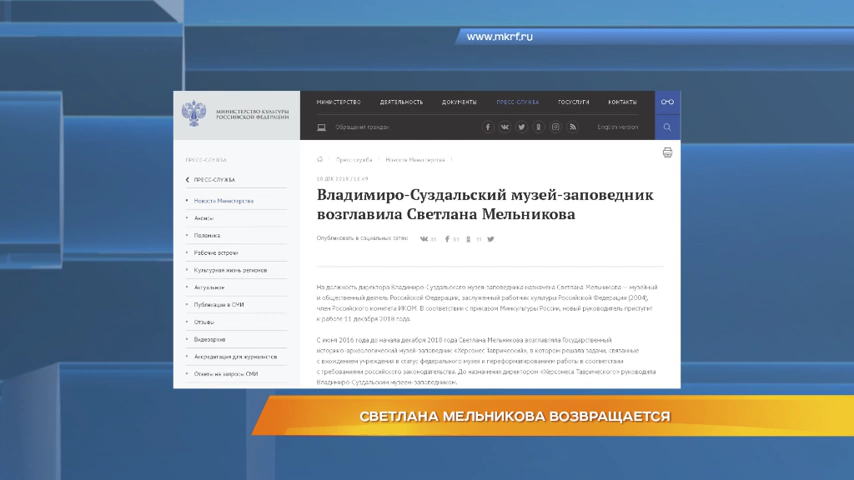 www.mkrf.ru
МИНИСТЕРСТВО КУЛЬТУРЫ
РОССИЙСКОЙ ФЕДЕРАЦИИ
МИНИСТЕРСТВО ДЕЯТЕЛЬНОСТЬ ДОКУМЕНТЫ ПРЕСС-СЛУЖБА ГОСУСЛУГИ КОНТАКТЫ
Обращения граждан English version
ПРЕСС-СЛУЖБА
ПРЕСС-СЛУЖБА
Новости Министерства
Анонсы
Полемика
Рабочие встречи
Культурная жизнь регионов
Актуальное
Публикации в СМИ
Отзывы
Видеоархив
Аккредитация для журналистов
Ответы на запросы СМИ
Пресс-служба Новости Министерства
10 ДЕК 2018 /
Владимиро-Суздальский музей-заповедник
возглавила Светлана Мельникова
Опубликовать в социальных сетях:
На должность директора Владимиро-Суздальского музея-заповедника назначена Светлана Мельникова – музейный
и общественный деятель Российской Федерации, заслуженный работник культуры Российской Федерации (2004),
член Российского комитета ИКОМ. В соответствии с приказом Минкультуры России, новый руководитель приступит
к работе 11 декабря 2018 года.
С июня 2016 года до начала декабря 2018 года Светлана Мельникова возглавляла Государственный
историко-археологический музей-заповедник «Херсонес Таврический», в котором решала задачи, связанные
с вхождением учреждения в статус федерального музея и переформатированием работы в соответствии
с требованиями российского законодательства. До назначения директором «Херсонеса Таврического» руководила
Владимиро-Суздальским музеем-заповедником.
СВЕТЛАНА МЕЛЬНИКОВА ВОЗВРАЩАЕТСЯ